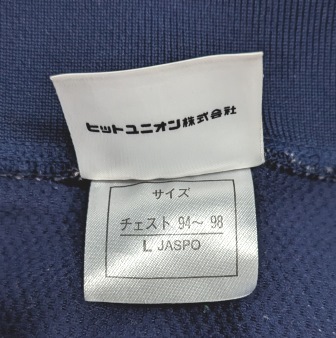 ヒットユニオン株式会社
サイズ
チェスト 94～98
L JASPO